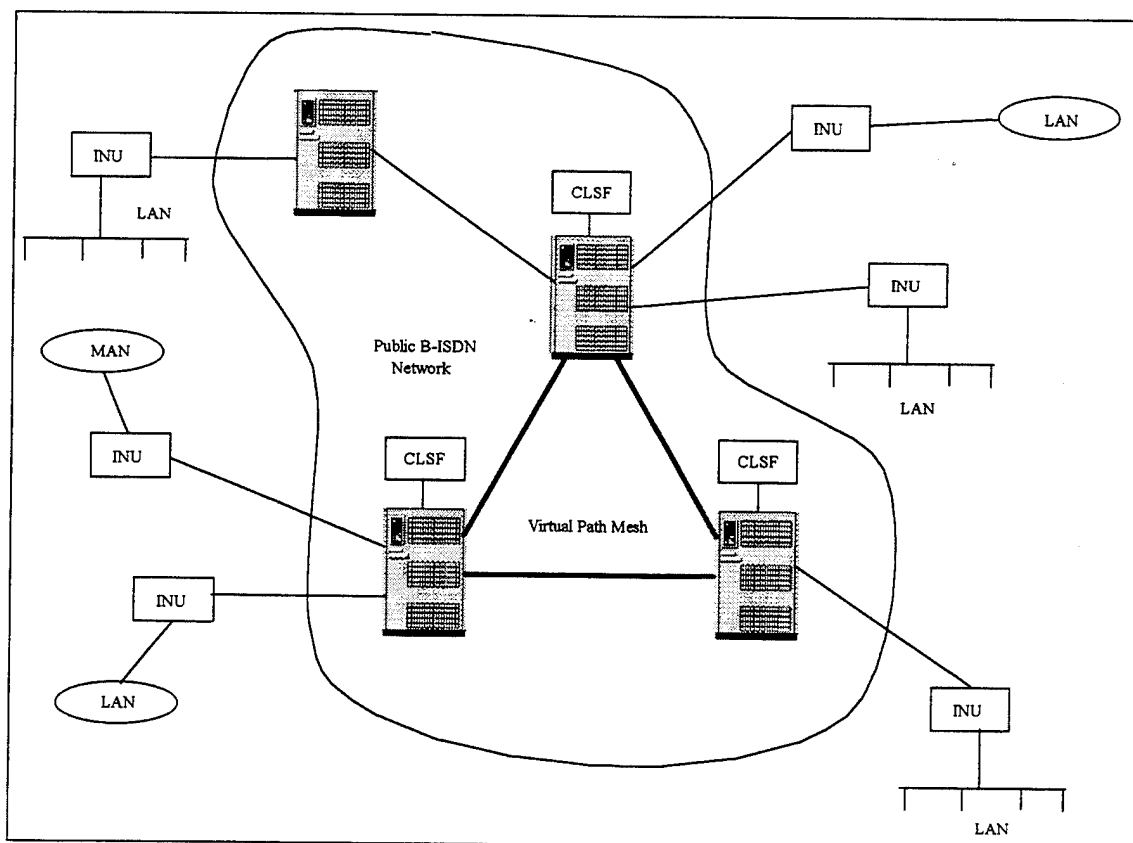 INU
LAN
CLSF
INU
LAN
INU
LAN
Public B-ISDN
Network
MAN
INU
CLSF
CLSF
Virtual Path Mesh
INU
LAN
INU
LAN